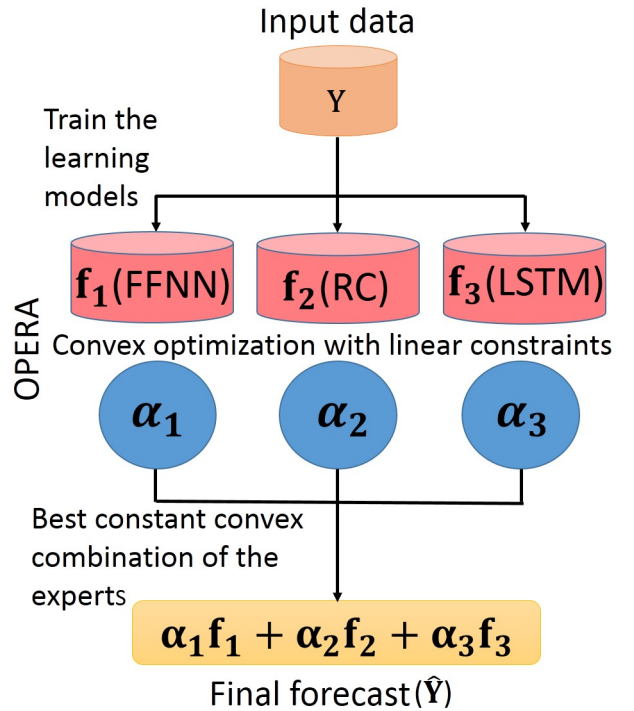 Input data
Y
Train the
learning
models
f₁(FFNN)
f₂(RC)
f₃(LSTM)
OPERA
Convex optimization with linear constraints
α₁
α₂
α₃
Best constant convex
combination of the
experts
α₁f₁ + α₂f₂ + α₃f₃
Final forecast(Ŷ)